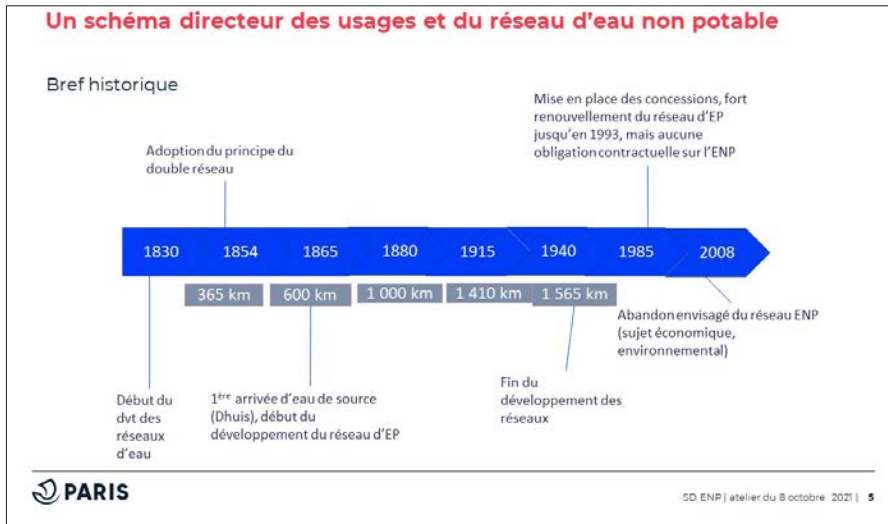 Un schéma directeur des usages et du réseau d'eau non potable
Bref historique
Adoption du principe du
double réseau
Mise en place des concessions, fort
renouvellement du réseau d'EP
jusqu'en 1993, mais aucune
obligation contractuelle sur l'ENP
1830 1854 1865 1880 1915 1940 1985 2008
365 km 600 km 1 000 km 1 410 km 1 565 km
Début du
dvt des
réseaux
d'eau
1ère arrivée d'eau de source
(Dhuis), début du
développement du réseau d'EP
Fin du
développement des
réseaux
Abandon envisagé du réseau ENP
(sujet économique,
environnemental)
PARIS
SD ENP | atelier du 8 octobre 2021 | 5